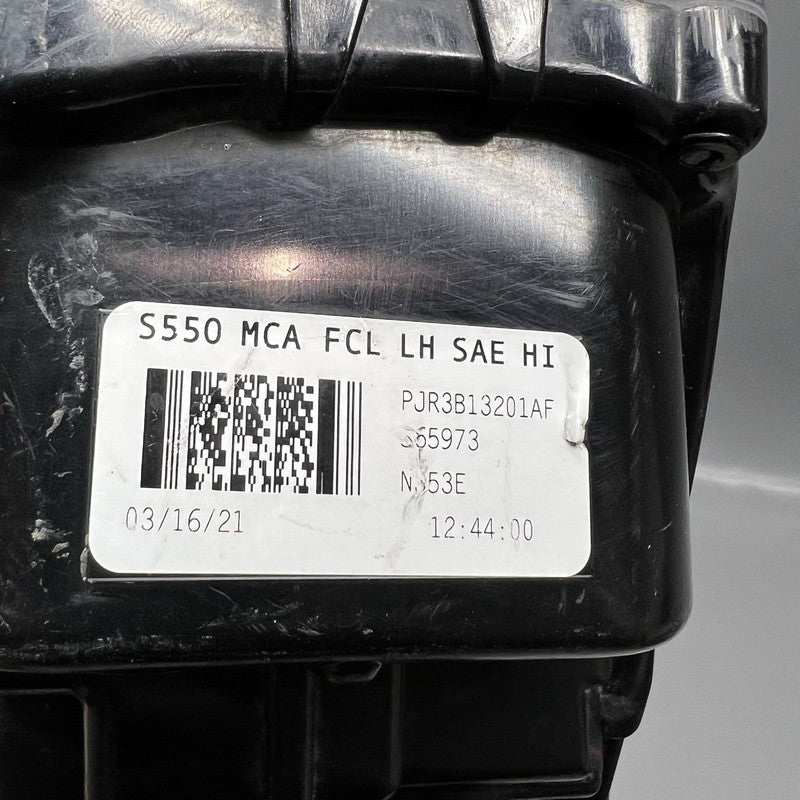 S550 MCA FCL LH SAE HI
PJR3B13201AF
03/16/21
12:44:00